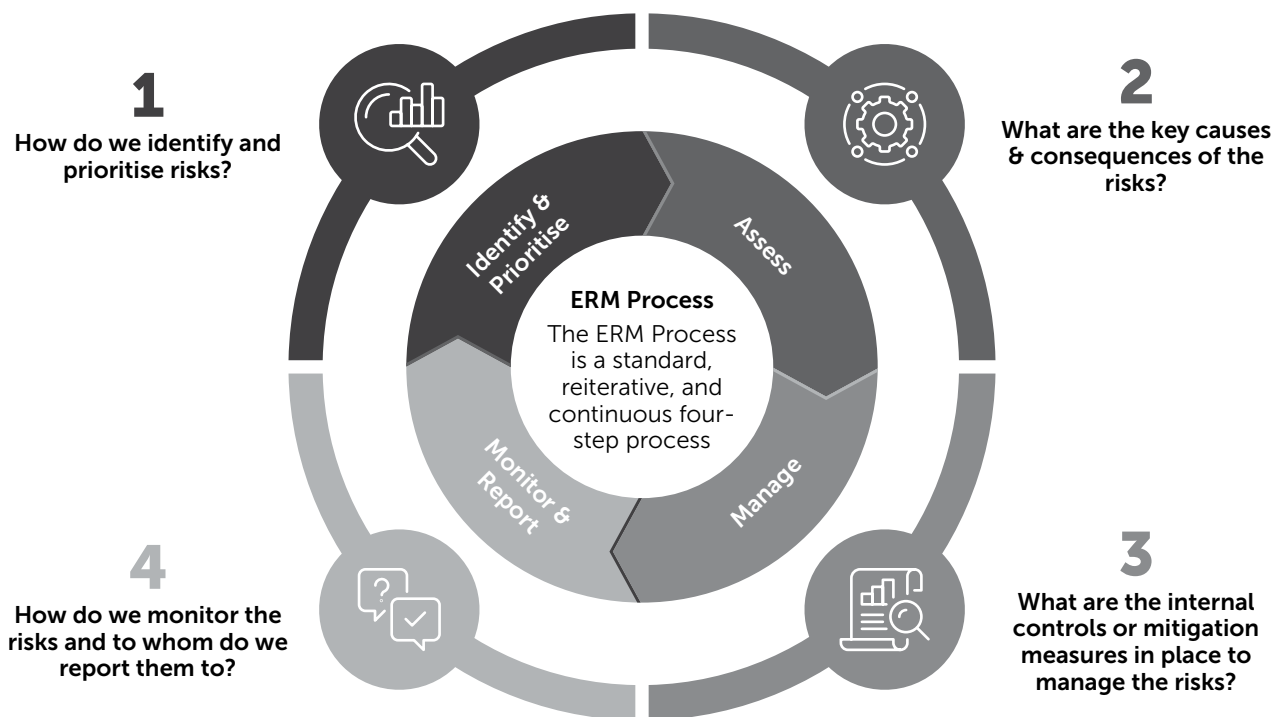 1
How do we identify and
prioritise risks?
2
What are the key causes
& consequences of the
risks?
Identify &
Prioritise
Assess
ERM Process
The ERM Process
is a standard,
reiterative, and
continuous four-
step process
Monitor &
Report
Manage
4
How do we monitor the
risks and to whom do we
report them to?
3
What are the internal
controls or mitigation
measures in place to
manage the risks?
?